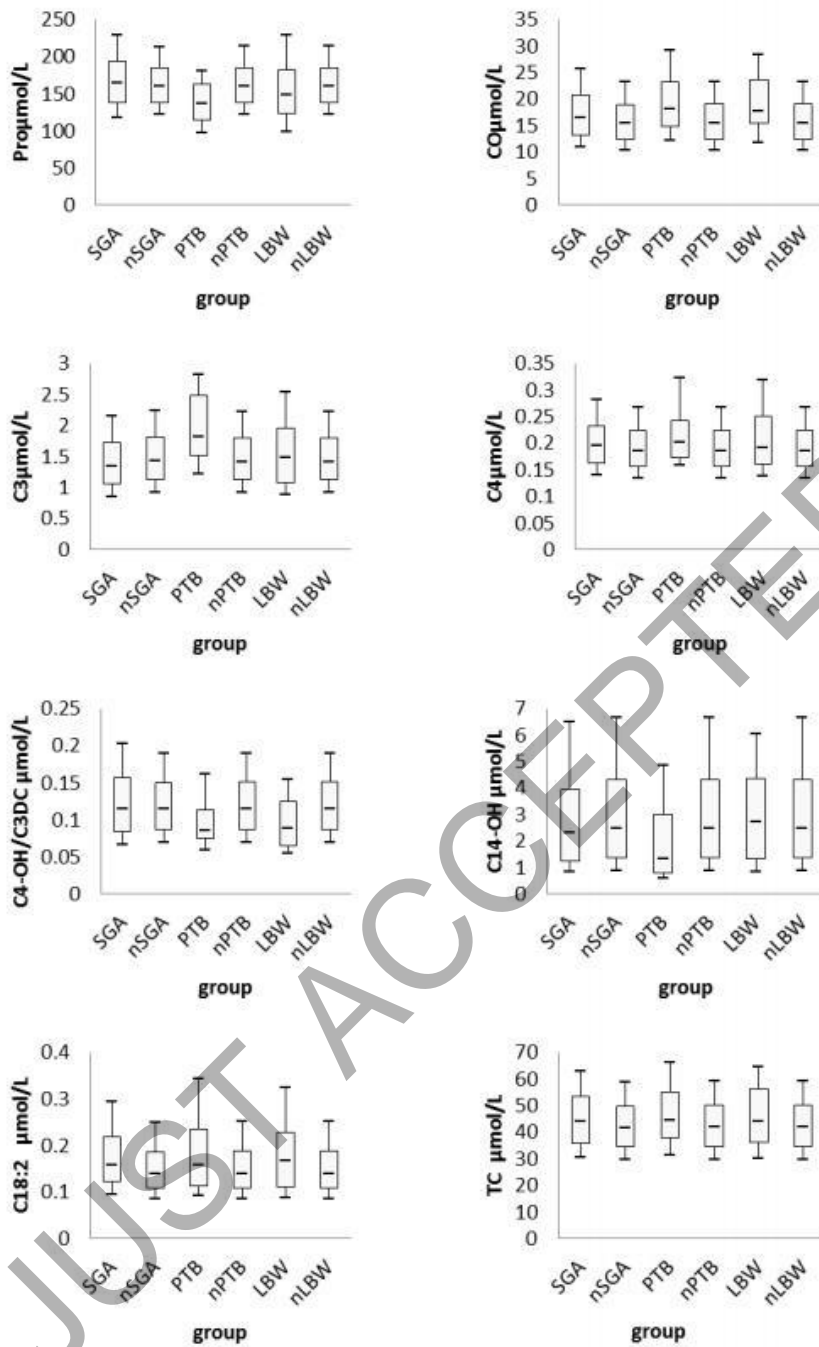 250
200
150
100
50
0
Proμmol/L
SGA
nSGA
PTB
nPTB
LBW
nLBW
group
35
30
25
20
15
10
5
0
COμmol/L
SGA
nSGA
PTB
nPTB
LBW
nLBW
group
3
2.5
2
1.5
1
0.5
0
C3μmol/L
SGA
nSGA
PTB
nPTB
LBW
nLBW
group
0.35
0.3
0.25
0.2
0.15
0.1
0.05
0
C4μmol/L
SGA
nSGA
PTB
nPTB
LBW
nLBW
group
0.25
0.2
0.15
0.1
0.05
0
C4-OH/C3DC μmol/L
SGA
nSGA
PTB
nPTB
LBW
nLBW
group
7
6
5
4
3
2
1
0
C14-OH μmol/L
SGA
nSGA
PTB
nPTB
LBW
nLBW
group
0.4
0.3
0.2
0.1
0
C18:2 μmol/L
SGA
nSGA
PTB
nPTB
LBW
nLBW
group
70
60
50
40
30
20
10
0
TC μmol/L
SGA
nSGA
PTB
nPTB
LBW
nLBW
group
JUST ACCEPTED